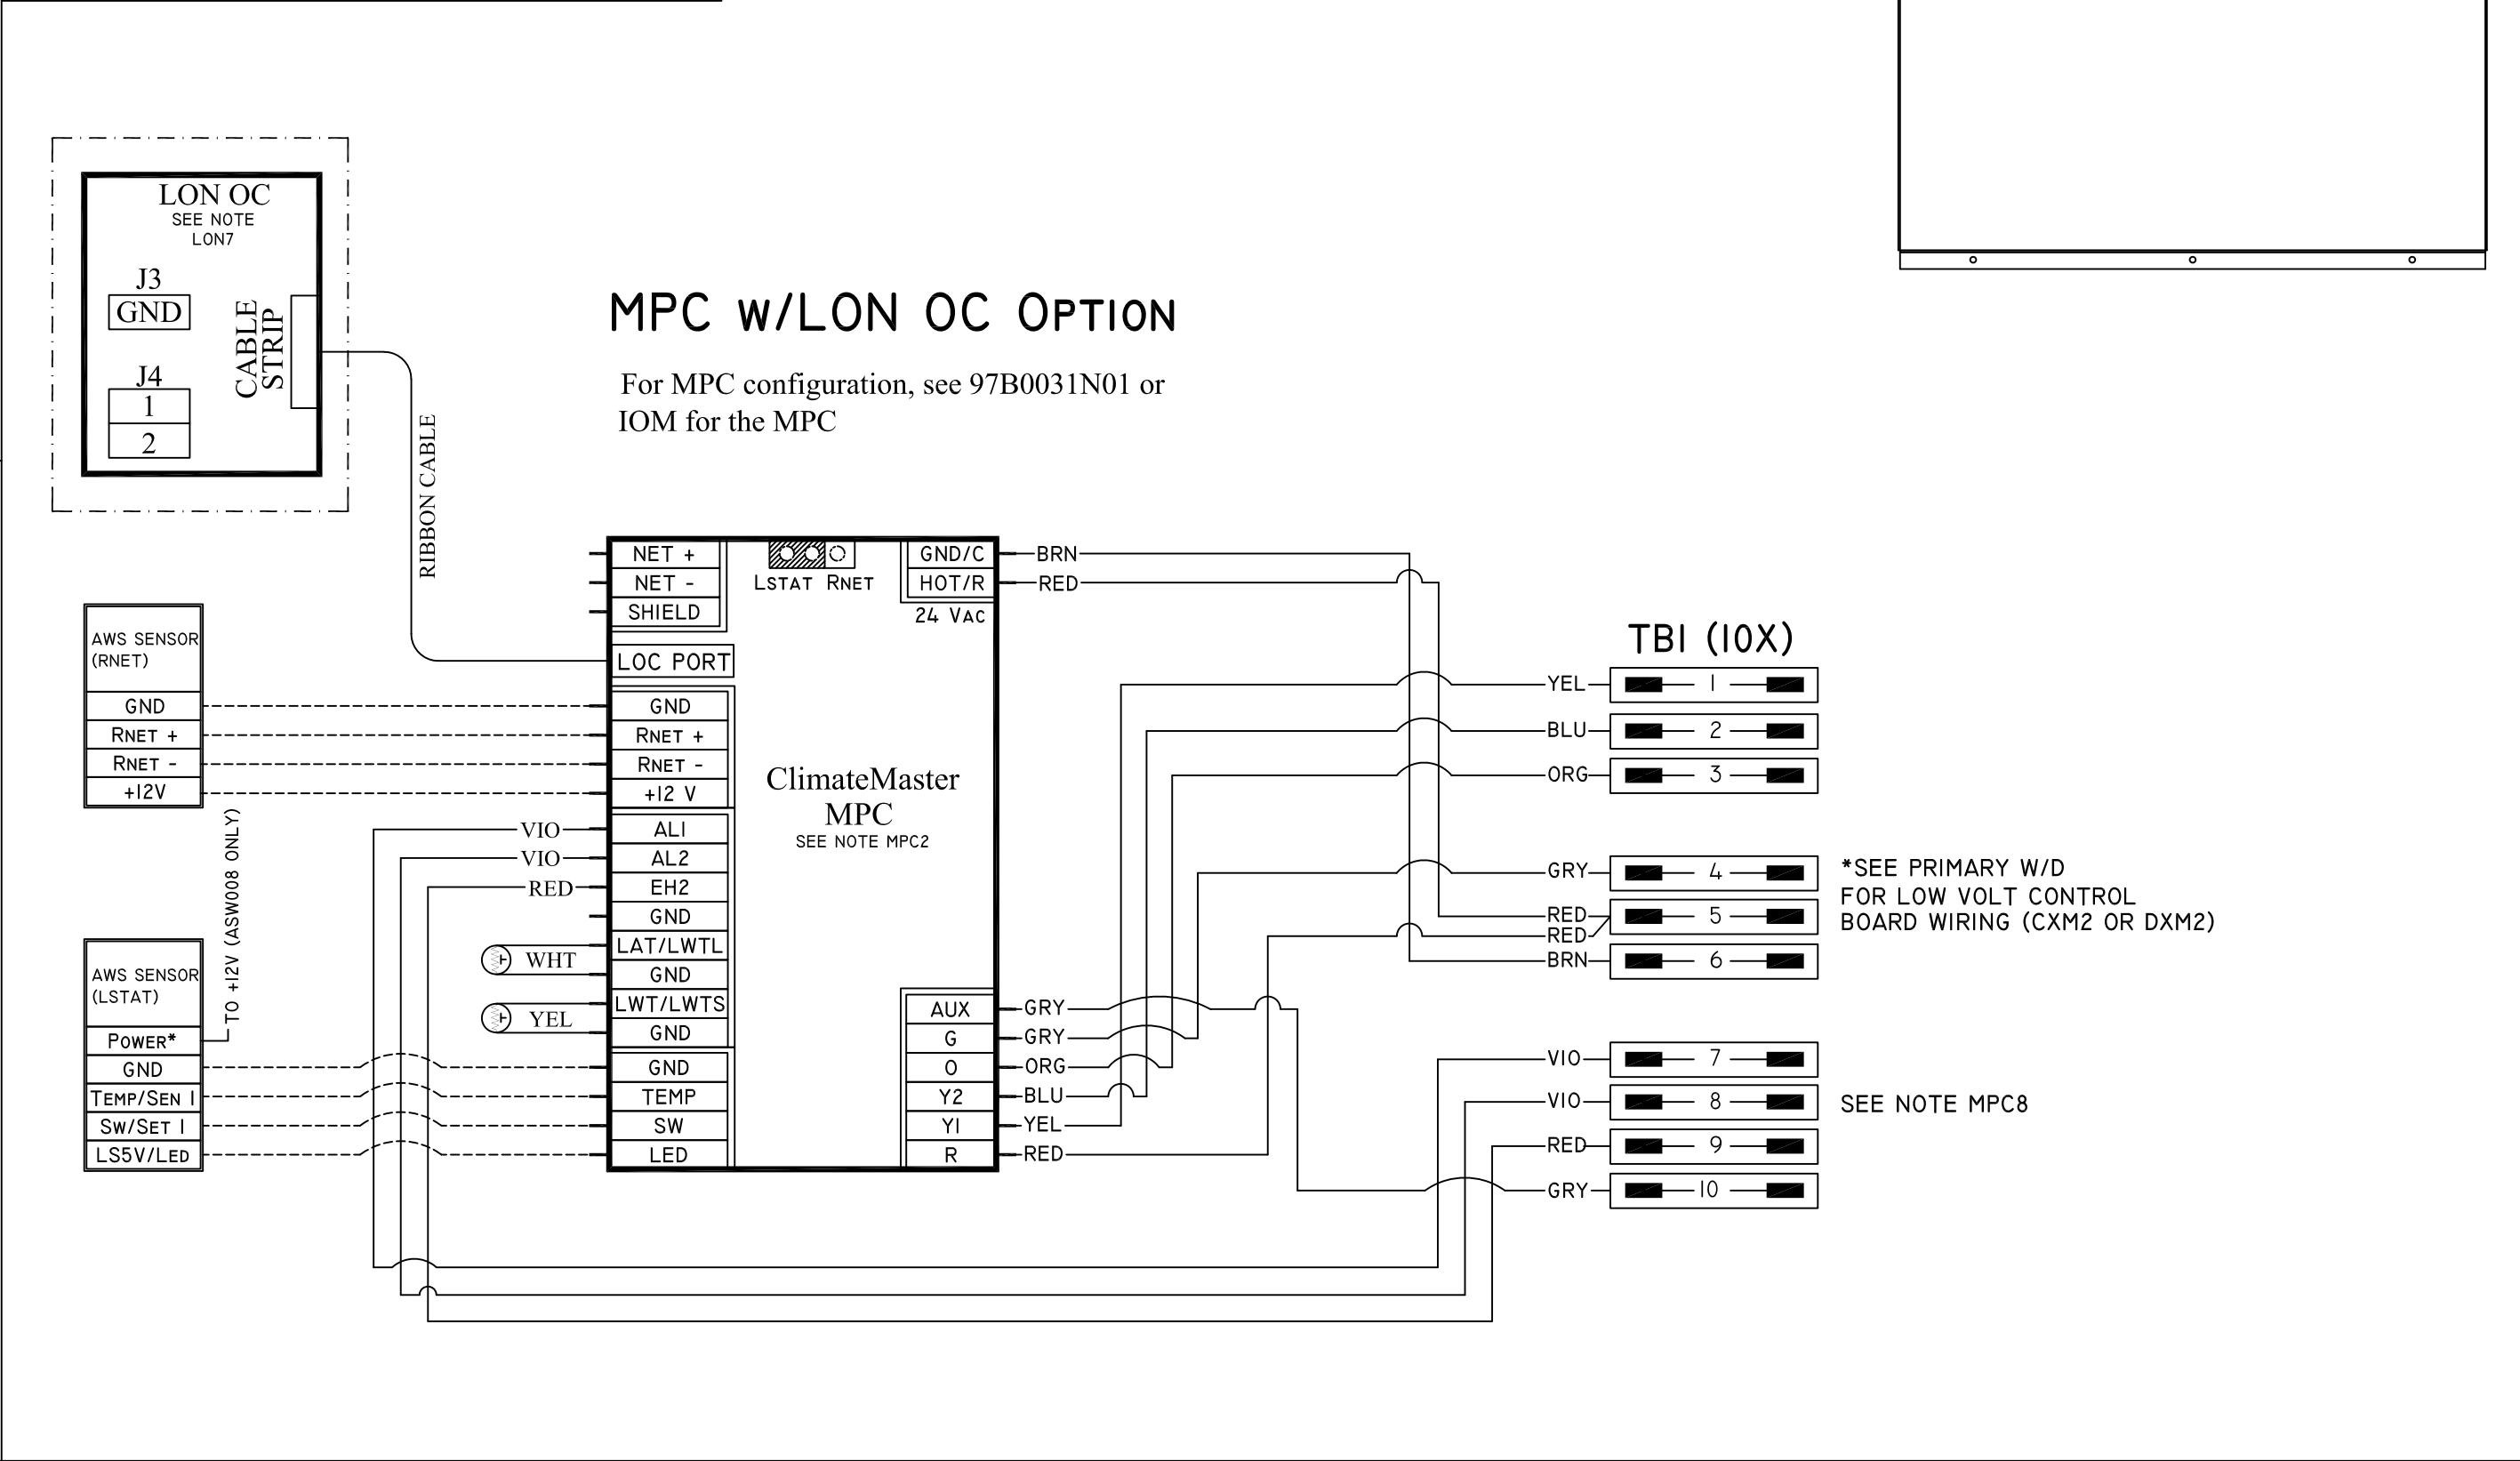 LON OC
SEE NOTE
LON7
J3
GND
J4
1
2
CABLE
STRIP
RIBBON CABLE
MPC W/LON OC OPTION
For MPC configuration, see 97B0031N01 or
IOM for the MPC
AWS SENSOR
(RNET)
GND
RNET +
RNET -
+12V
TO +12V (ASW008 ONLY)
AWS SENSOR
(LSTAT)
POWER*
GND
TEMP/SEN 1
SW/SET 1
LS5V/LED
VIO
VIO
RED
WHT
YEL
NET +
NET -
SHIELD
LOC PORT
GND
RNET +
RNET -
+12 V
AL1
AL2
EH2
GND
LAT/LWTL
GND
LWT/LWTS
GND
GND
TEMP
SW
LED
LSTAT RNET
ClimateMaster
MPC
SEE NOTE MPC2
GND/C
HOT/R
24 VAC
AUX
G
O
Y2
Y1
R
BRN
RED
GRY
GRY
ORG
BLU
YEL
RED
TB1 (10X)
YEL 1
BLU 2
ORG 3
GRY 4
RED 5
RED
BRN 6
VIO 7
VIO 8
RED 9
GRY 10
*SEE PRIMARY W/D
FOR LOW VOLT CONTROL
BOARD WIRING (CXM2 OR DXM2)
SEE NOTE MPC8